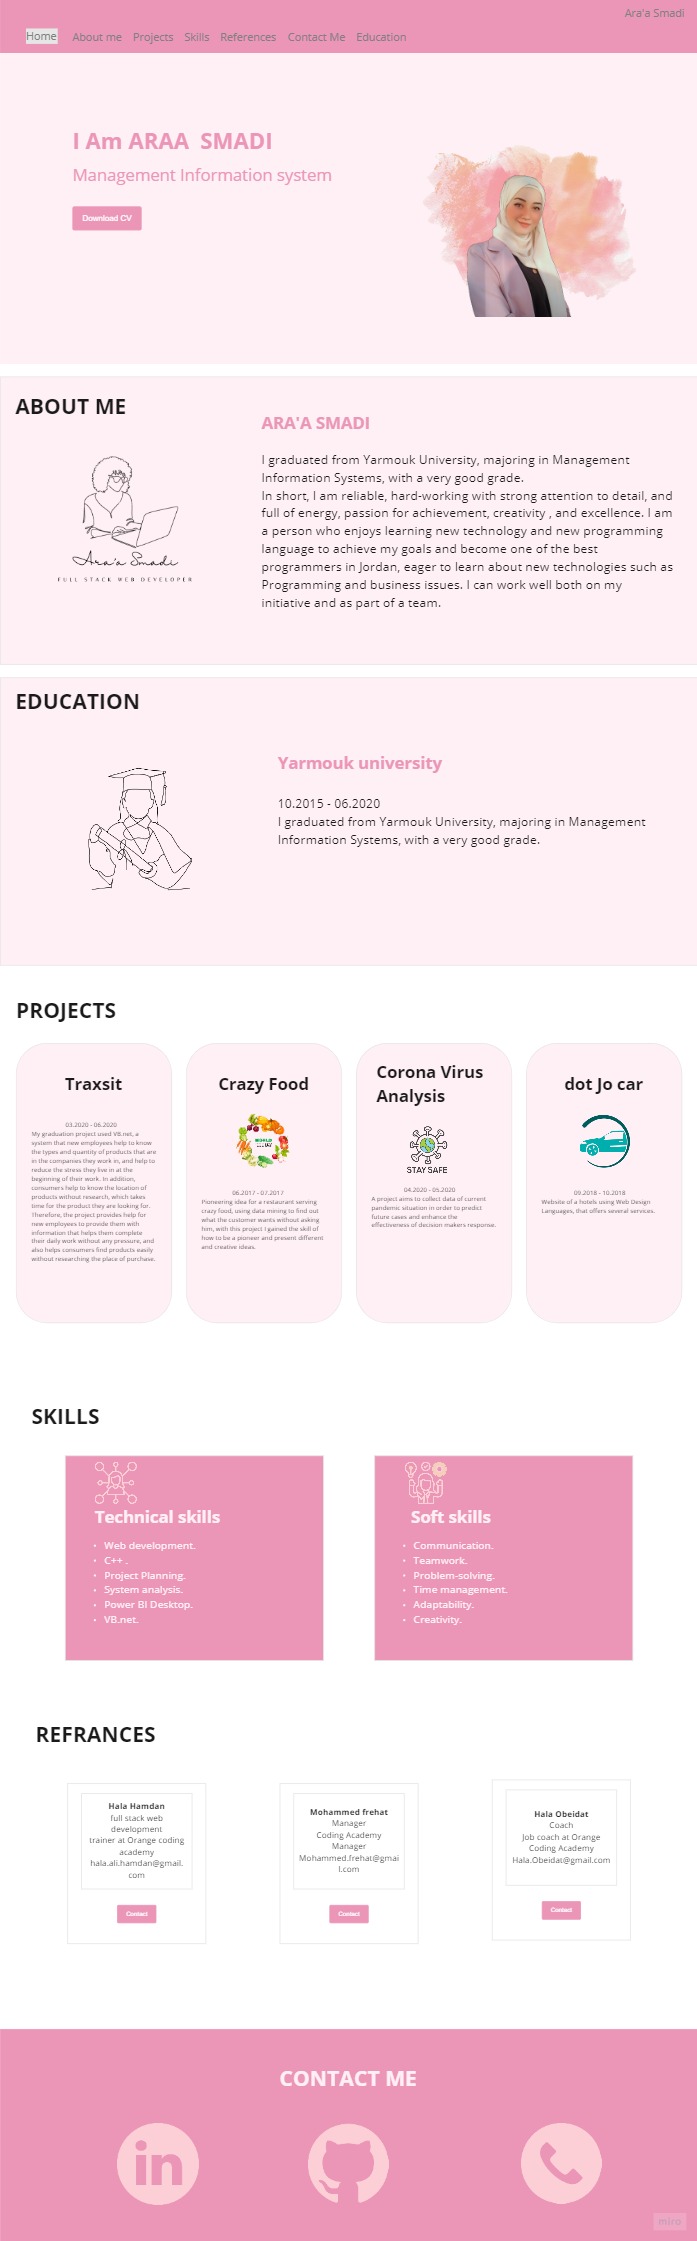 Ara'a Smadi
Home About me Projects Skills References Contact Me Education
I Am ARAA SMADI
Management Information system
Download CV
ABOUT ME
ARA'A SMADI
I graduated from Yarmouk University, majoring in Management
Information Systems, with a very good grade.
In short, I am reliable, hard-working with strong attention to detail, and
full of energy, passion for achievement, creativity , and excellence. I am
a person who enjoys learning new technology and new programming
language to achieve my goals and become one of the best
programmers in Jordan, eager to learn about new technologies such as
Programming and business issues. I can work well both on my
initiative and as part of a team.
Ara'a Smadi
FULL STACK WEB DEVELOPER
EDUCATION
Yarmouk university
10.2015 - 06.2020
I graduated from Yarmouk University, majoring in Management
Information Systems, with a very good grade.
PROJECTS
Traxsit
03.2020 - 06.2020
My graduation project used VB.net, a
system that new employees help to know
the types and quantity of products that are
in the companies they work in, and help to
reduce the stress they live in at the
beginning of their work. In addition,
consumers help to know the location of
products without research, which takes
time for the product they are looking for.
Therefore, the project provides help for
new employees to provide them with
information that helps them complete
their daily work without any pressure, and
also helps consumers find products easily
without researching the place of purchase.
Crazy Food
WORLD
06.2017 - 07.2017
Pioneering idea for a restaurant serving
crazy food, using data mining to find out
what the customer wants without asking
him, with this project I gained the skill of
how to be a pioneer and present different
and creative ideas.
Corona Virus
Analysis
STAY SAFE
04.2020 - 05.2020
A project aims to collect data of current
pandemic situation in order to predict
future cases and enhance the
effectiveness of decision makers response.
dot Jo car
09.2018 - 10.2018
Website of a hotels using Web Design
Languages, that offers several services.
SKILLS
Technical skills
• Web development.
• C++ .
• Project Planning.
• System analysis.
• Power BI Desktop.
• VB.net.
Soft skills
• Communication.
• Teamwork.
• Problem-solving.
• Time management.
• Adaptability.
• Creativity.
REFRANCES
Hala Hamdan
full stack web
development
trainer at Orange coding
academy
hala.ali.hamdan@gmail.
com
Contact
Mohammed frehat
Manager
Coding Academy
Manager
Mohammed.frehat@gmai
l.com
Contact
Hala Obeidat
Coach
Job coach at Orange
Coding Academy
Hala.Obeidat@gmail.com
Contact
CONTACT ME
in
miro